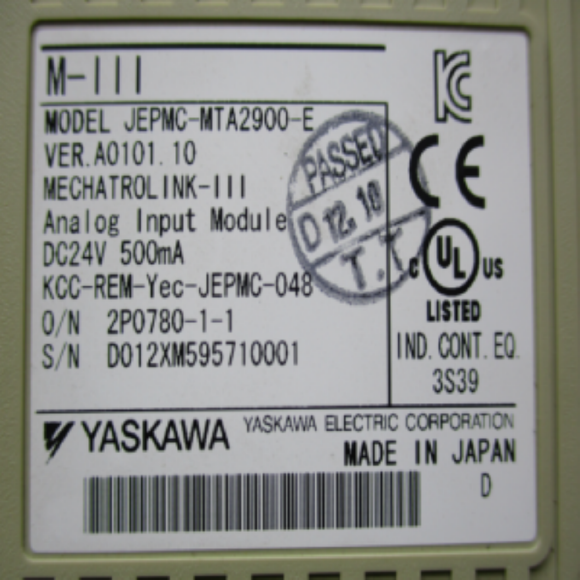 M-III
MODEL JEPMC-MTA2900-E
VER.A0101.10
MECHATROLINK-III
Analog Input Module
DC24V 500mA
KCC-REM-Yec-JEPMC-048
O/N 2P0780-1-1
S/N D012XM595710001
PASSED
D 12.10
T.T
KC
CE
C UL US
LISTED
IND. CONT. EQ.
3S39
YASKAWA YASKAWA ELECTRIC CORPORATION
MADE IN JAPAN
D